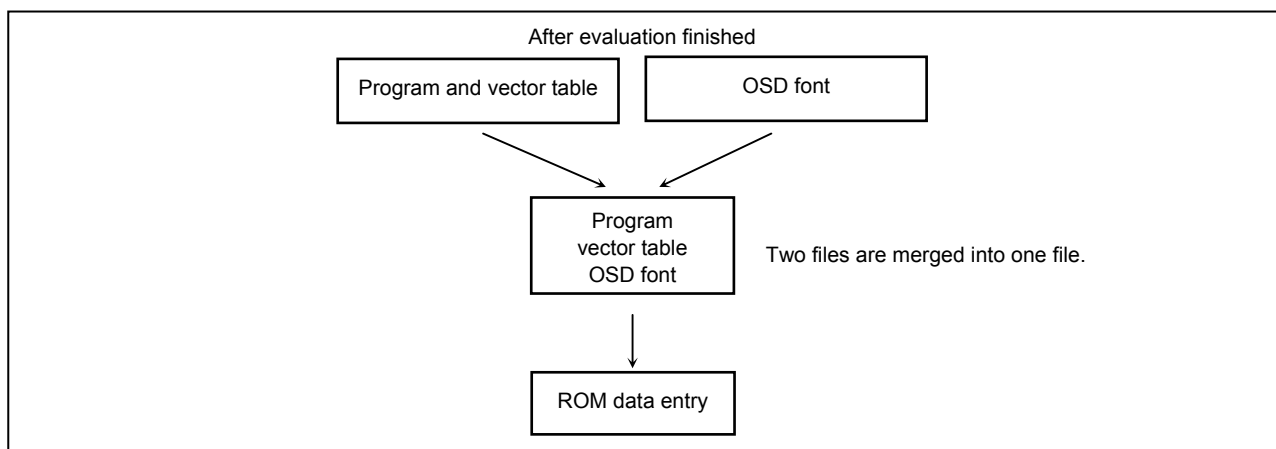 After evaluation finished
Program and vector table
OSD font
Program
vector table
OSD font
Two files are merged into one file.
ROM data entry